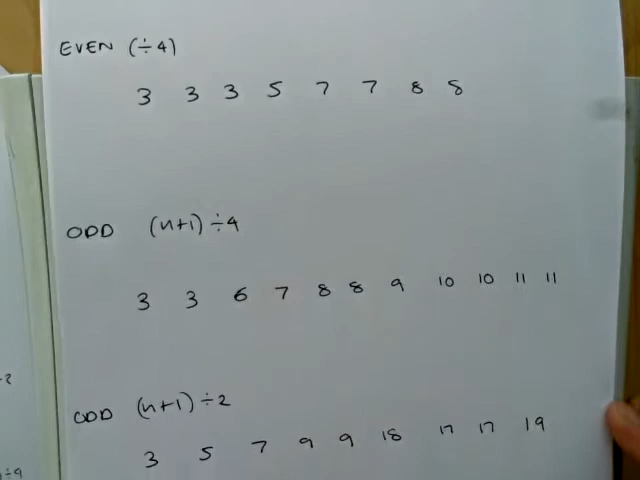 EVEN (÷4)
3 3 3 5 7 7 8 8
ODD (n+1) ÷4
3 3 6 7 8 8 9 10 10 11 11
ODD (n+1) ÷2
3 5 7 9 9 18 17 17 19